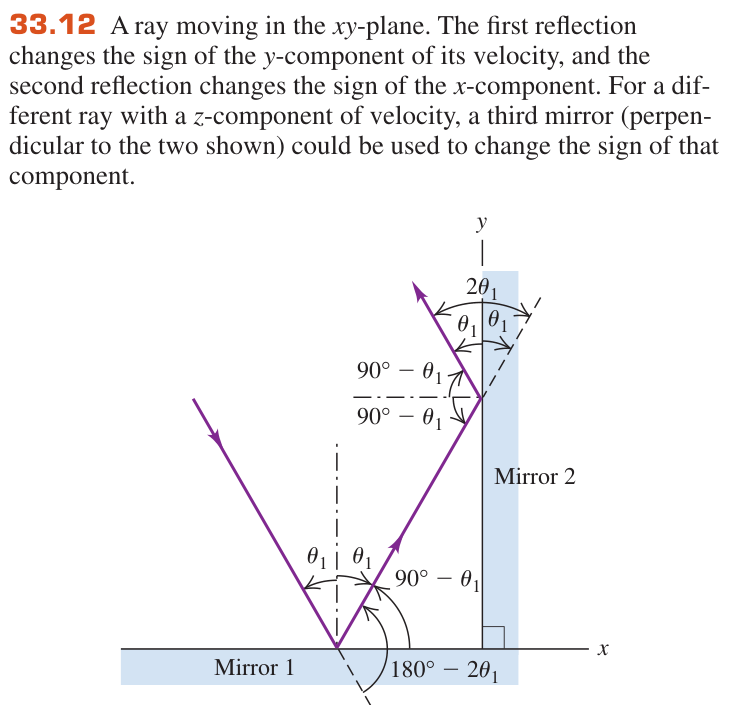 33.12 A ray moving in the xy-plane. The first reflection
changes the sign of the y-component of its velocity, and the
second reflection changes the sign of the x-component. For a dif-
ferent ray with a z-component of velocity, a third mirror (perpen-
dicular to the two shown) could be used to change the sign of that
component.
y
2θ₁
θ₁ θ₁
90° − θ₁
90° − θ₁
Mirror 2
θ₁ θ₁
90° − θ₁
x
Mirror 1
180° − 2θ₁